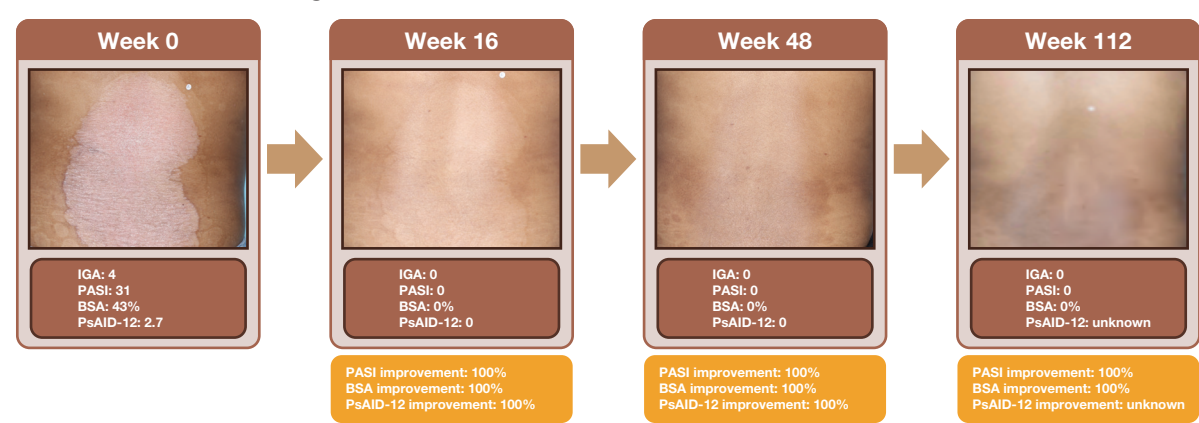 Week 0
IGA: 4
PASI: 31
BSA: 43%
PsAID-12: 2.7
Week 16
IGA: 0
PASI: 0
BSA: 0%
PsAID-12: 0
PASI improvement: 100%
BSA improvement: 100%
PsAID-12 improvement: 100%
Week 48
IGA: 0
PASI: 0
BSA: 0%
PsAID-12: 0
PASI improvement: 100%
BSA improvement: 100%
PsAID-12 improvement: 100%
Week 112
IGA: 0
PASI: 0
BSA: 0%
PsAID-12: unknown
PASI improvement: 100%
BSA improvement: 100%
PsAID-12 improvement: unknown